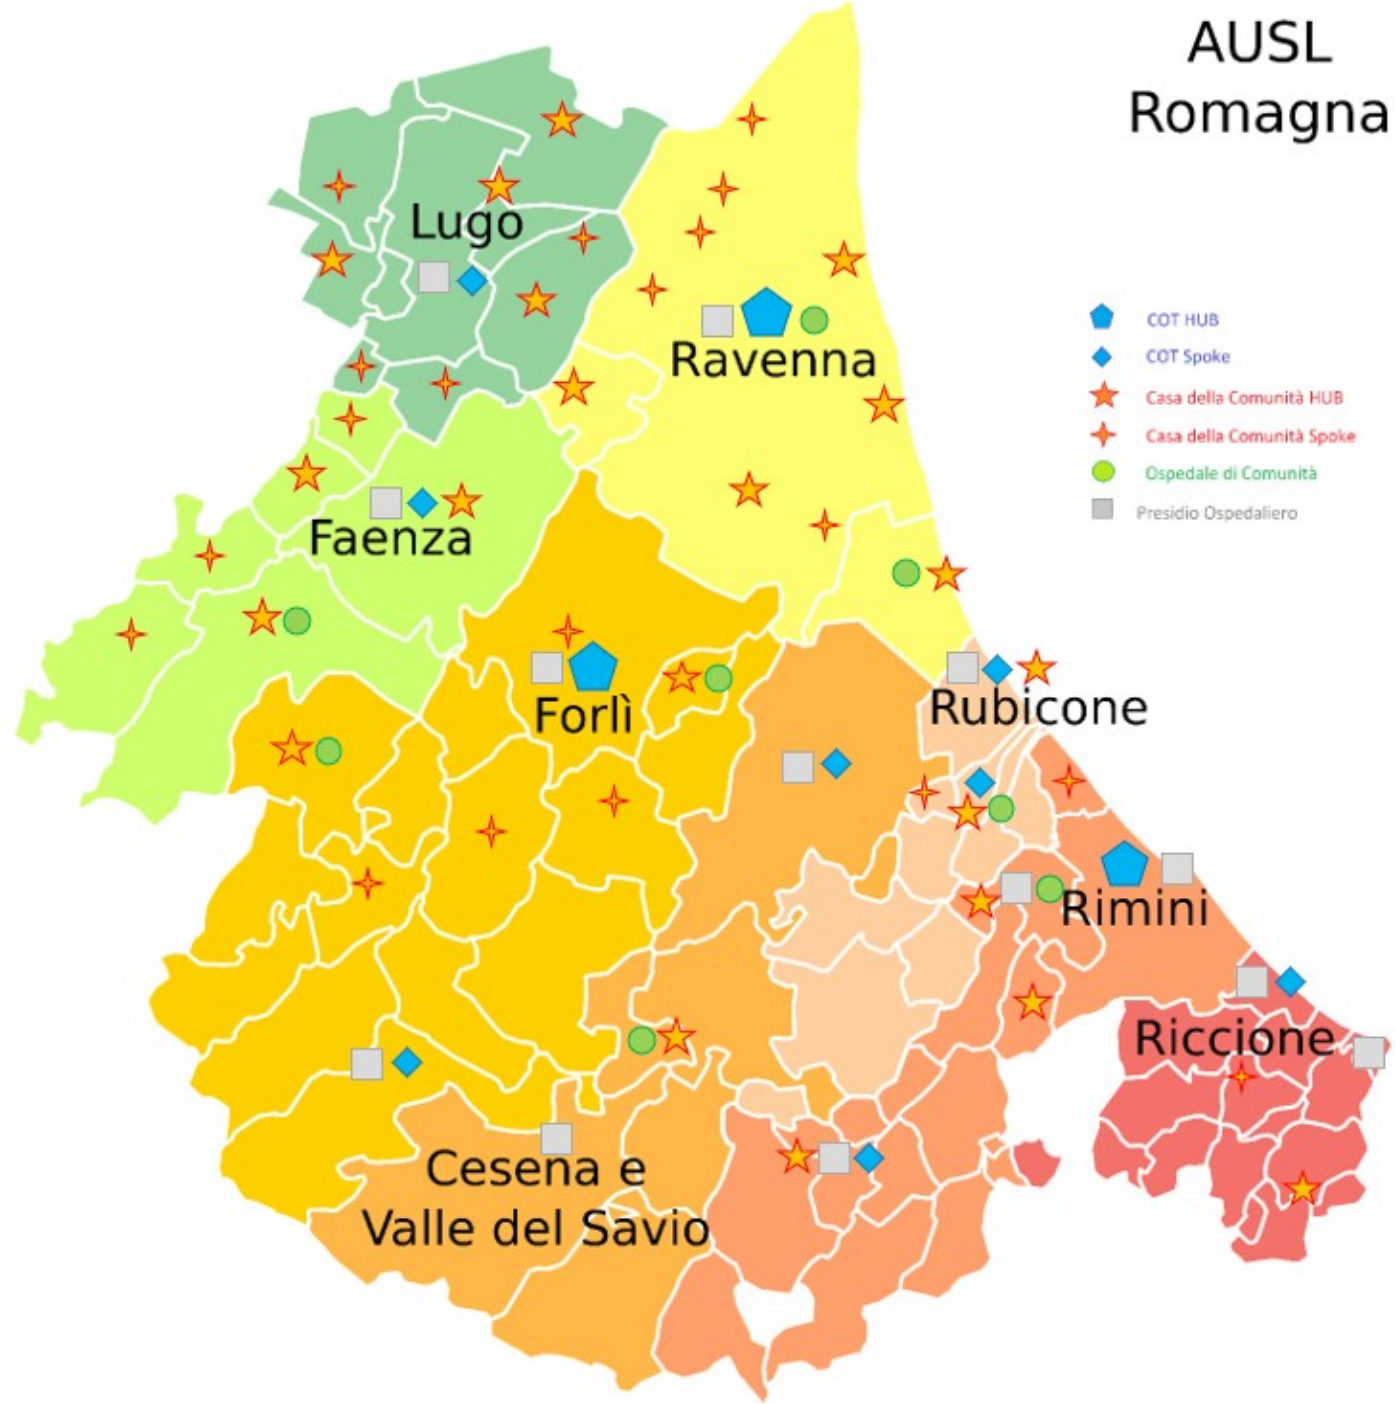 AUSL
Romagna
Lugo
Ravenna
COT HUB
COT Spoke
Casa della Comunità HUB
Casa della Comunità Spoke
Ospedale di Comunità
Presidio Ospedaliero
Faenza
Forlì
Rubicone
Rimini
Riccione
Cesena e
Valle del Savio